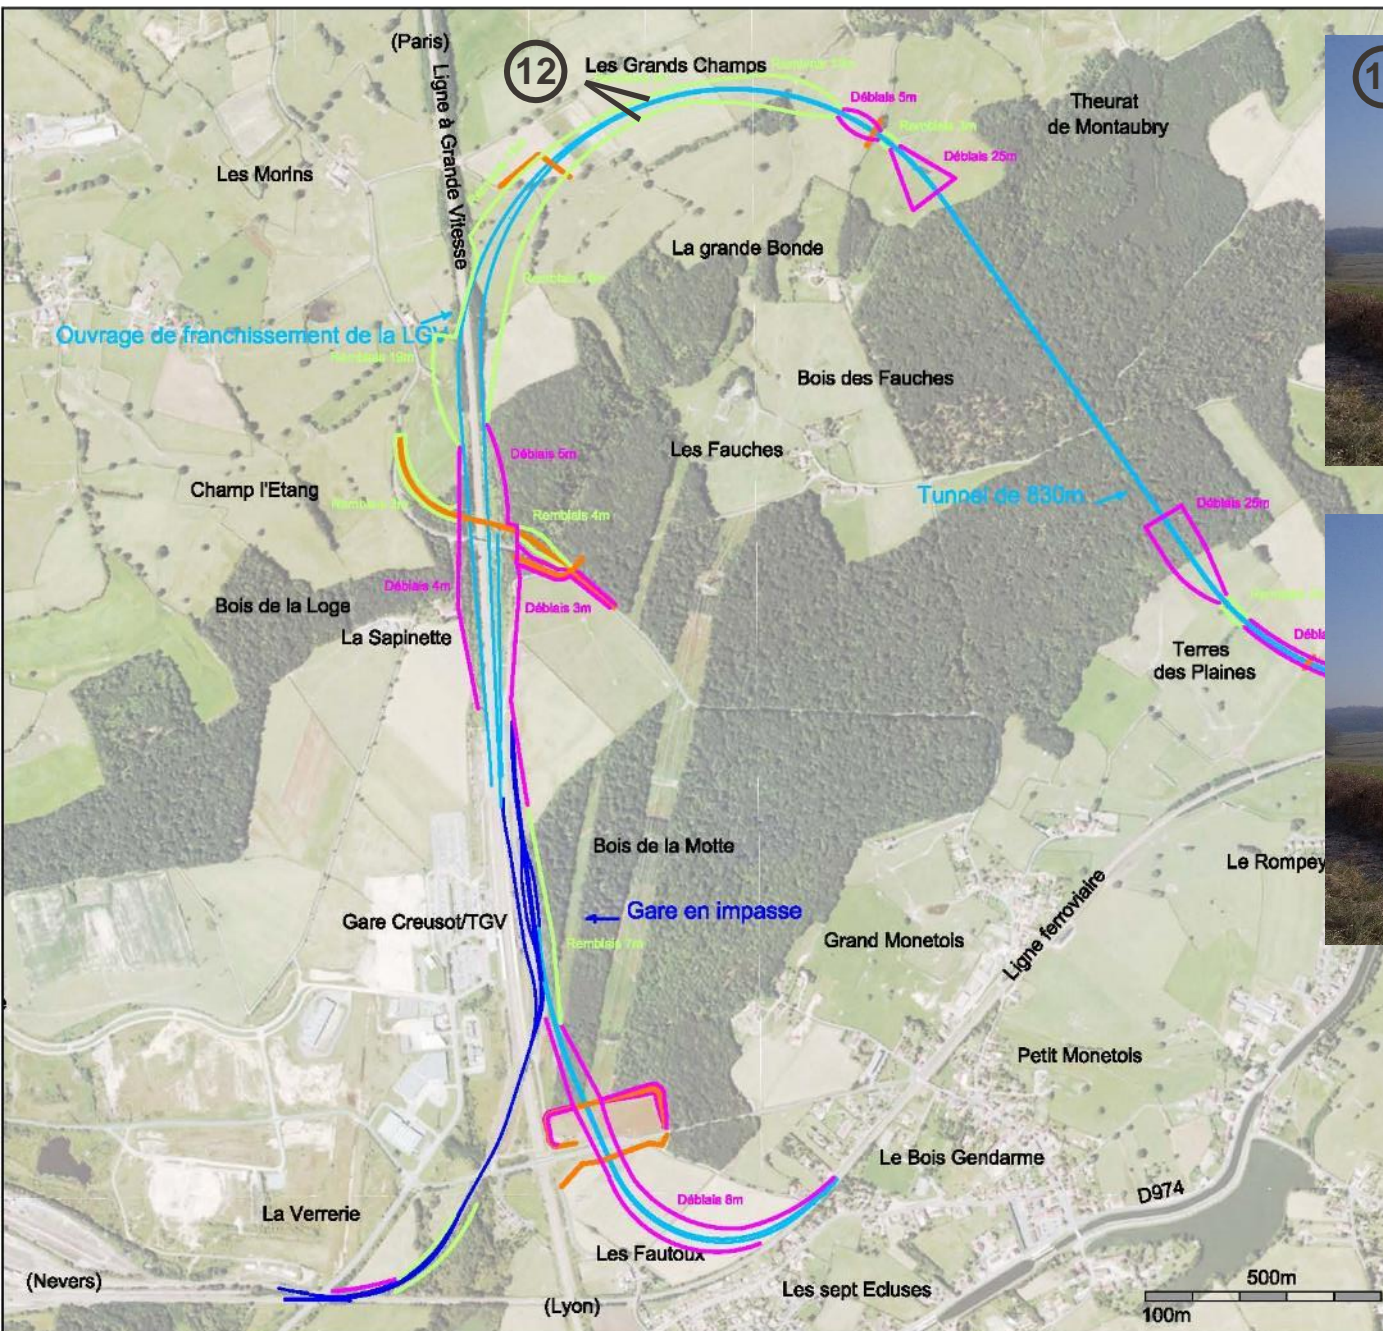 (Paris)
12
Les Grands Champs
Déblais 5m
Theurat
de Montaubry
Déblais 25m
Ligne à Grande Vitesse
Les Morins
La grande Bonde
Ouvrage de franchissement de la LGV
Remblais 19m
Bois des Fauches
Les Fauches
Déblais 5m
Champ l'Etang
Tunnel de 830m
Déblais 25m
Remblais 4m
Déblais 4m
Bois de la Loge
Déblais 3m
La Sapinette
Terres
des Plaines
Bois de la Motte
Le Rompey
Gare Creusot/TGV
Gare en impasse
Remblais 7m
Grand Monetois
Ligne ferroviaire
Petit Monetois
Le Bois Gendarme
D974
Déblais 8m
La Verrerie
Les Fautoux
(Nevers)
(Lyon)
Les sept Ecluses
500m
100m